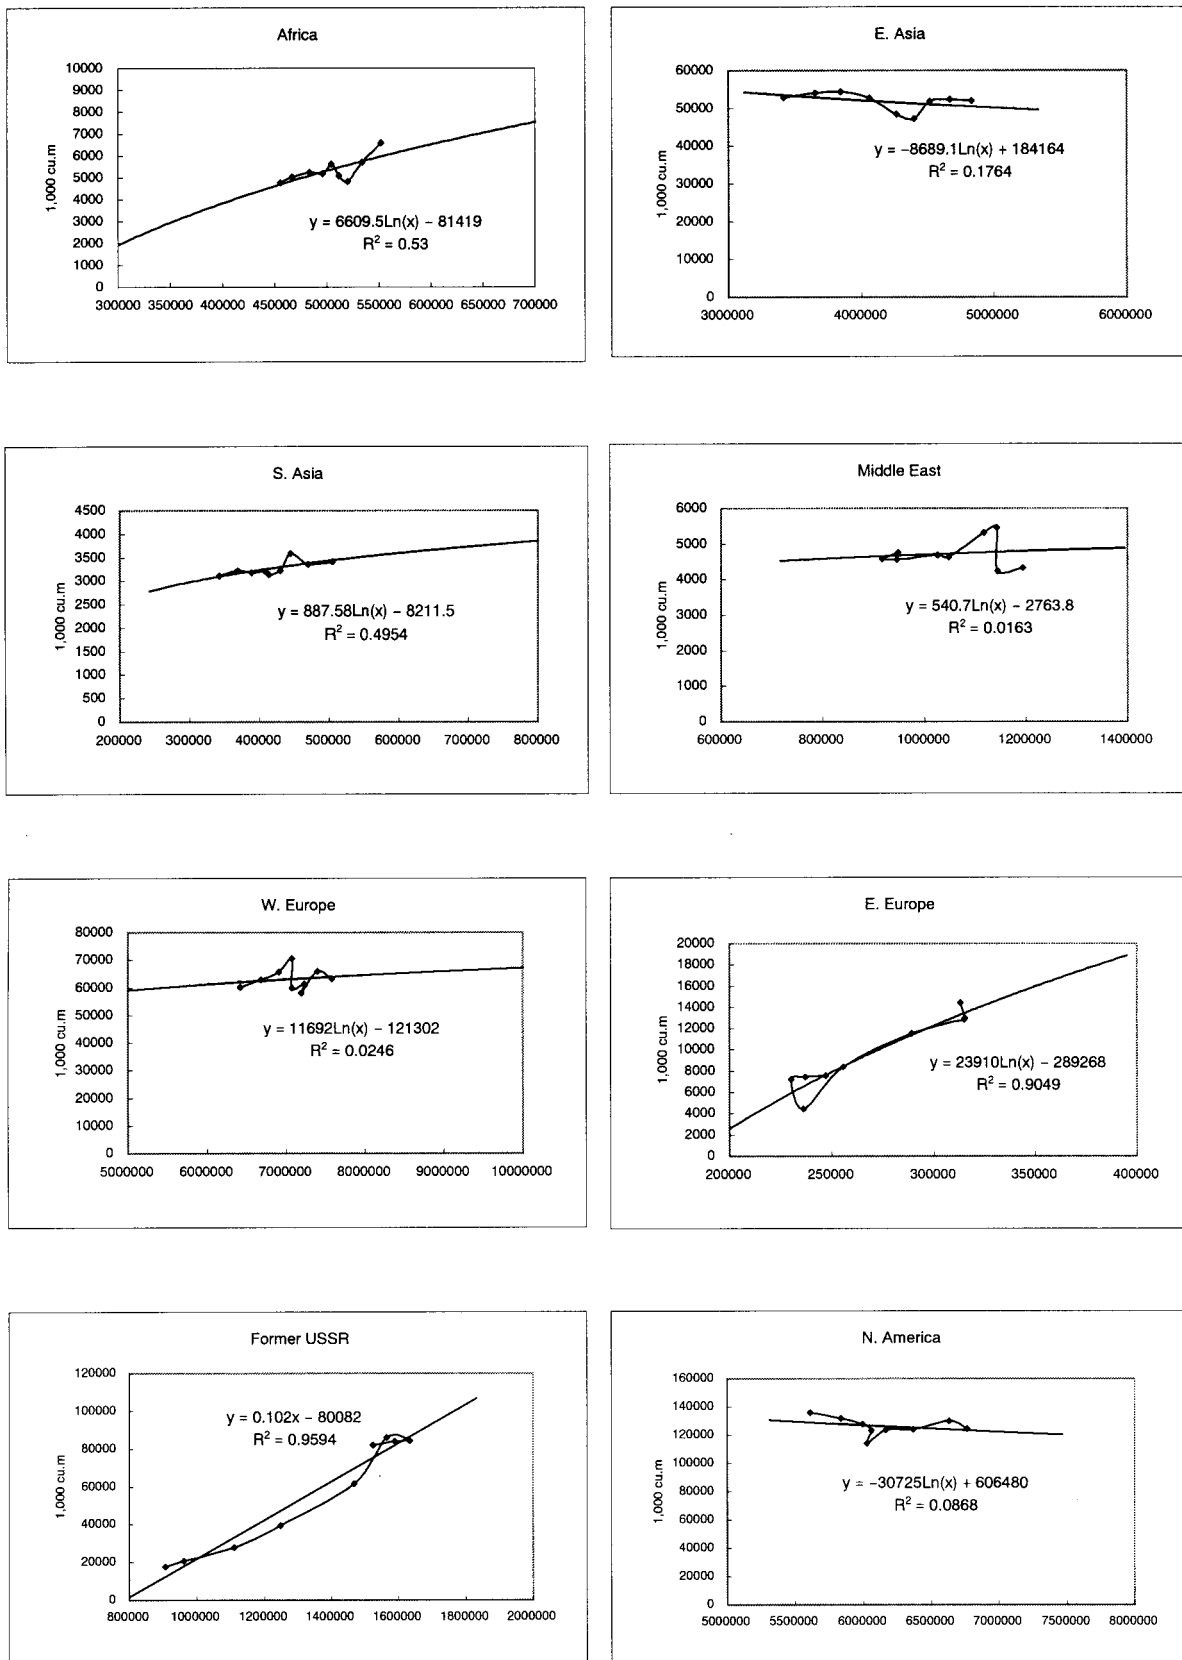 Africa
10000
9000
8000
7000
6000
5000
4000
3000
2000
1000
0
1,000 cu.m
y = 6609.5Ln(x) − 81419
R² = 0.53
300000 350000 400000 450000 500000 550000 600000 650000 700000
E. Asia
60000
50000
40000
30000
20000
10000
0
1,000 cu.m
y = −8689.1Ln(x) + 184164
R² = 0.1764
3000000 4000000 5000000 6000000
S. Asia
4500
4000
3500
3000
2500
2000
1500
1000
500
0
1,000 cu.m
y = 887.58Ln(x) − 8211.5
R² = 0.4954
200000 300000 400000 500000 600000 700000 800000
Middle East
6000
5000
4000
3000
2000
1000
0
1,000 cu.m
y = 540.7Ln(x) − 2763.8
R² = 0.0163
600000 800000 1000000 1200000 1400000
W. Europe
80000
70000
60000
50000
40000
30000
20000
10000
0
1,000 cu.m
y = 11692Ln(x) − 121302
R² = 0.0246
5000000 6000000 7000000 8000000 9000000 10000000
E. Europe
20000
18000
16000
14000
12000
10000
8000
6000
4000
2000
0
1,000 cu.m
y = 23910Ln(x) − 289268
R² = 0.9049
200000 250000 300000 350000 400000
Former USSR
120000
100000
80000
60000
40000
20000
0
1,000 cu.m
y = 0.102x − 80082
R² = 0.9594
800000 1000000 1200000 1400000 1600000 1800000 2000000
N. America
160000
140000
120000
100000
80000
60000
40000
20000
0
1,000 cu.m
y = −30725Ln(x) + 606480
R² = 0.0868
5000000 5500000 6000000 6500000 7000000 7500000 8000000